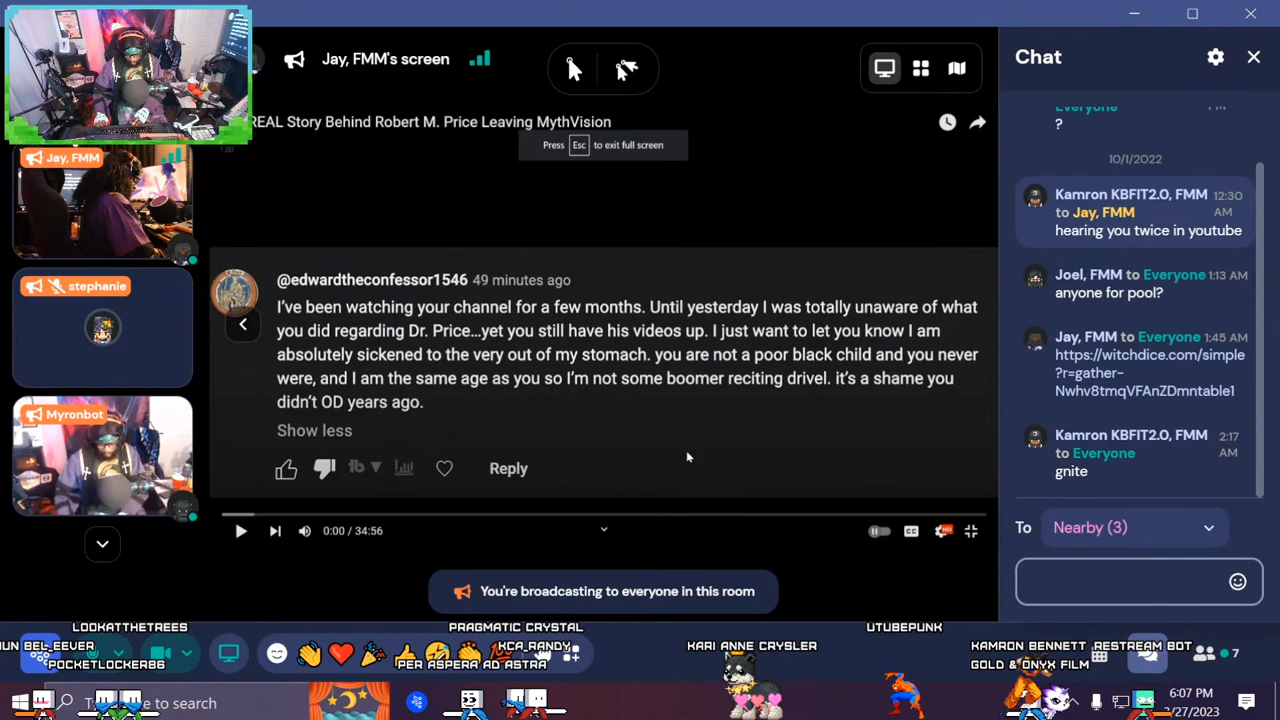 Jay, FMM's screen
REAL Story Behind Robert M. Price Leaving MythVision
Press Esc to exit full screen
1.00
Jay, FMM
stephanie
Myronbot
@edwardtheconfessor1546 49 minutes ago
I've been watching your channel for a few months. Until yesterday I was totally unaware of what
you did regarding Dr. Price...yet you still have his videos up. I just want to let you know I am
absolutely sickened to the very out of my stomach. you are not a poor black child and you never
were, and I am the same age as you so I'm not some boomer reciting drivel. it's a shame you
didn't OD years ago.
Show less
Reply
0:00 / 34:56
CC
HD
You're broadcasting to everyone in this room
Chat
Everyone
?
10/1/2022
Kamron KBFIT2.0, FMM 12:30
to Jay, FMM AM
hearing you twice in youtube
Joel, FMM to Everyone 1:13 AM
anyone for pool?
Jay, FMM to Everyone 1:45 AM
https://witchdice.com/simple
?r=gather-
Nwhv8tmqVFAnZDmntable1
Kamron KBFIT2.0, FMM 2:17
to Everyone AM
gnite
To Nearby (3)
LOOKATTHETREES
PRAGMATIC CRYSTAL
UTUBEPUNK
BEL_EEVER
KCA_RANDY
KARI ANNE CRYSLER
KAMRON BENNETT
RESTREAM BOT
POCKETLOCKER86
PER ASPERA AD ASTRA
GOLD & ONYX FILM
7
to search
6:07 PM